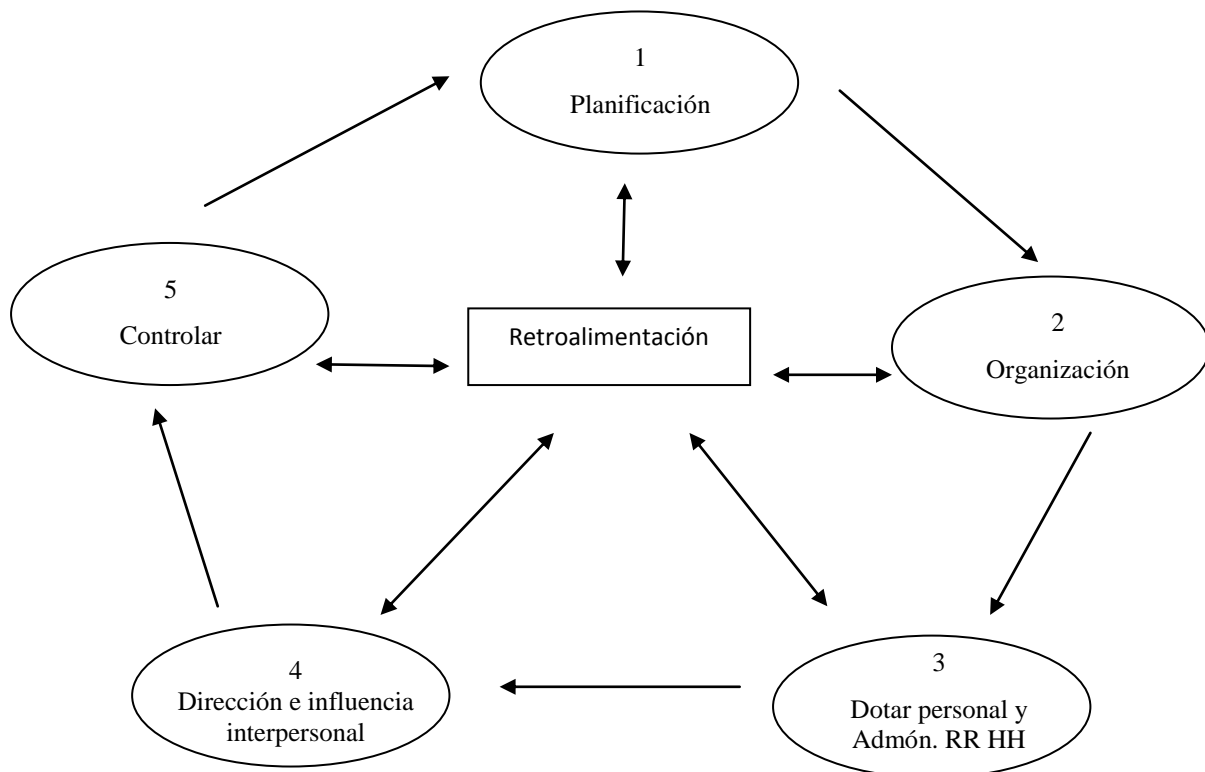 1
Planificación
5
Controlar
Retroalimentación
2
Organización
4
Dirección e influencia
interpersonal
3
Dotar personal y
Admón. RR HH